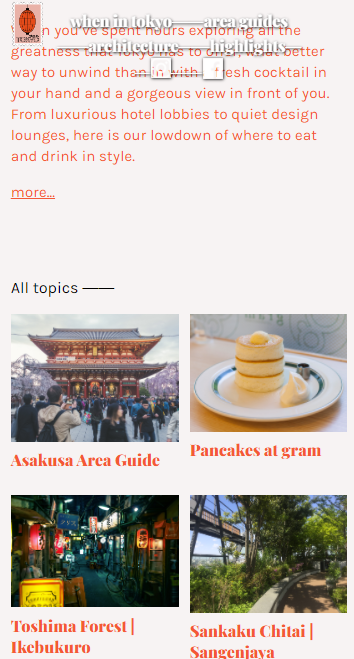 when in tokyo——area guides
——architecture——highlights——
When you've spent hours exploring all the
greatness that Tokyo has to offer, what better
way to unwind than in with a fresh cocktail in
your hand and a gorgeous view in front of you.
From luxurious hotel lobbies to quiet design
lounges, here is our lowdown of where to eat
and drink in style.
more...
All topics ——
Asakusa Area Guide
Pancakes at gram
Toshima Forest |
Ikebukuro
Sankaku Chitai |
Sangenjaya